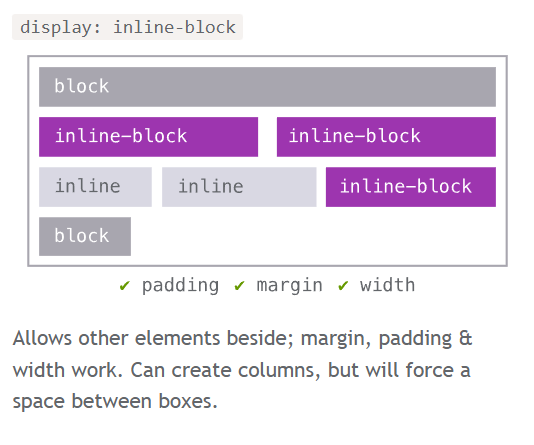 display: inline-block
block
inline-block inline-block
inline inline inline-block
block
✔ padding ✔ margin ✔ width
Allows other elements beside; margin, padding &
width work. Can create columns, but will force a
space between boxes.